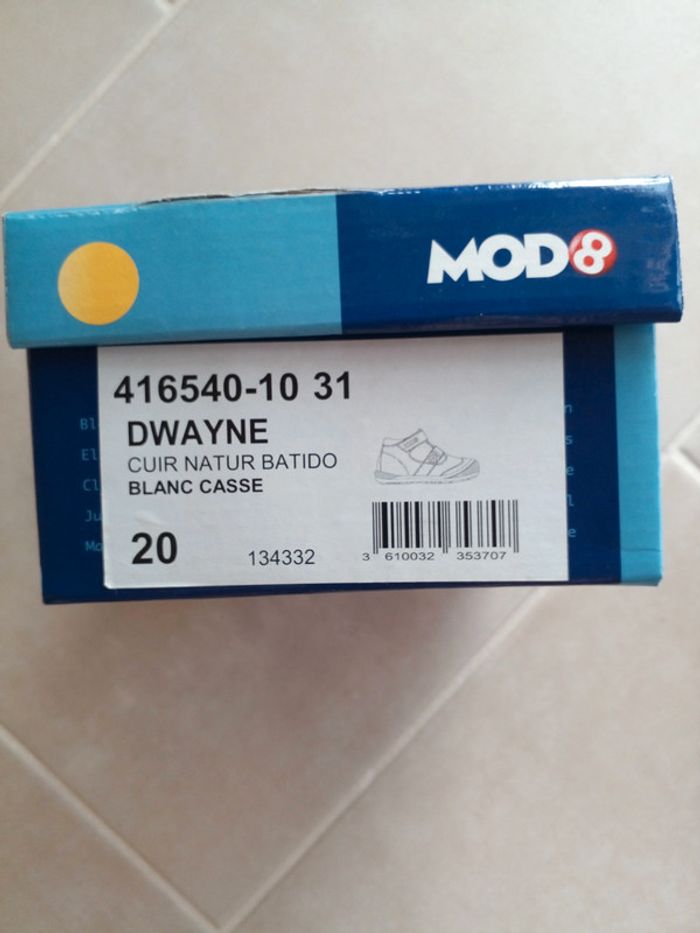 MOD8
416540-10 31
DWAYNE
CUIR NATUR BATIDO
BLANC CASSE
20
134332
3 610032 353707